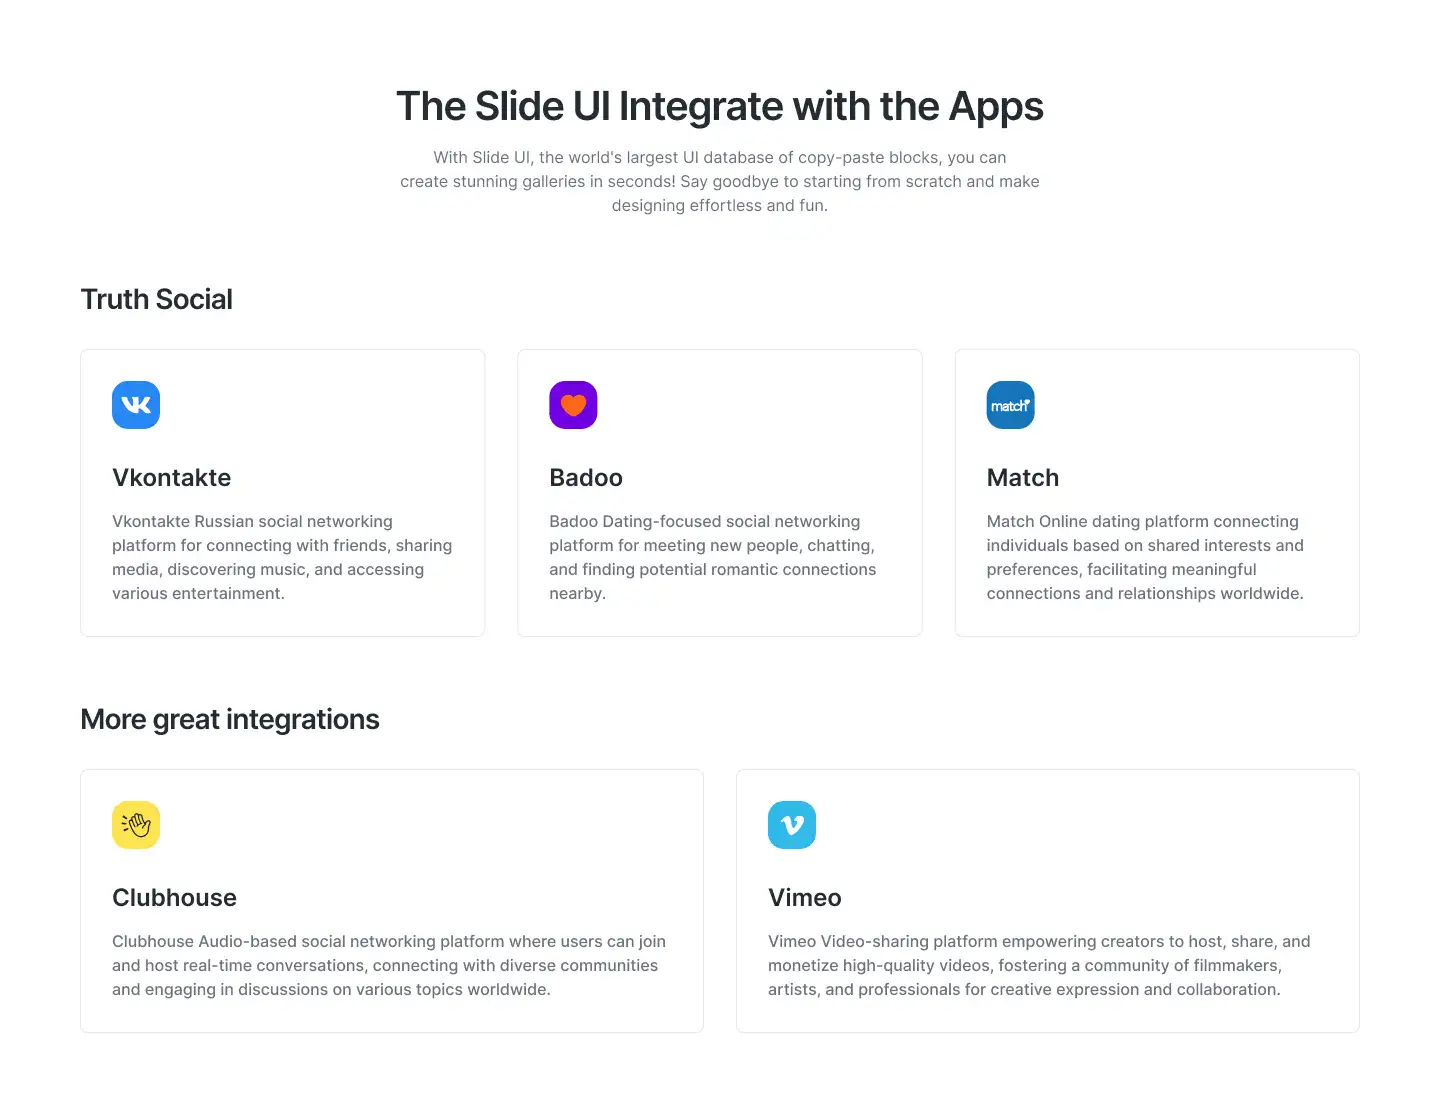 The Slide UI Integrate with the Apps
With Slide UI, the world's largest UI database of copy-paste blocks, you can
create stunning galleries in seconds! Say goodbye to starting from scratch and make
designing effortless and fun.
Truth Social
Vkontakte
Vkontakte Russian social networking
platform for connecting with friends, sharing
media, discovering music, and accessing
various entertainment.
Badoo
Badoo Dating-focused social networking
platform for meeting new people, chatting,
and finding potential romantic connections
nearby.
match
Match
Match Online dating platform connecting
individuals based on shared interests and
preferences, facilitating meaningful
connections and relationships worldwide.
More great integrations
Clubhouse
Clubhouse Audio-based social networking platform where users can join
and host real-time conversations, connecting with diverse communities
and engaging in discussions on various topics worldwide.
Vimeo
Vimeo Video-sharing platform empowering creators to host, share, and
monetize high-quality videos, fostering a community of filmmakers,
artists, and professionals for creative expression and collaboration.